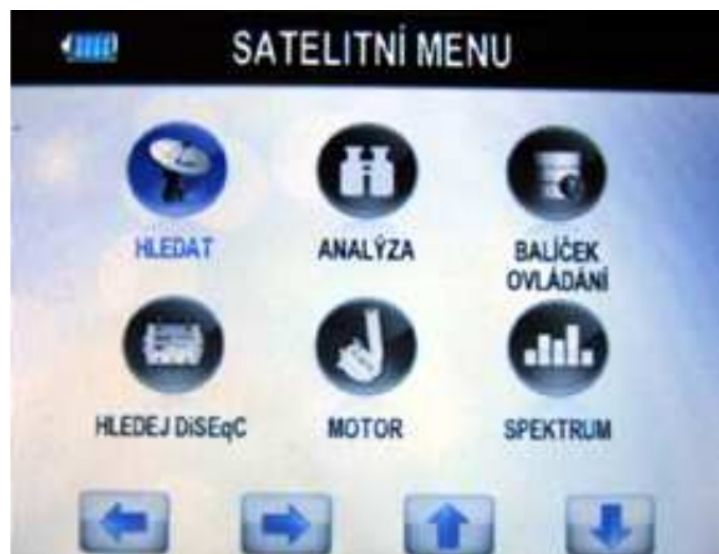 SATELITNÍ MENU
HLEDAT
ANALÝZA
BALÍČEK
OVLÁDÁNÍ
HLEDEJ DiSEqC
MOTOR
SPEKTRUM